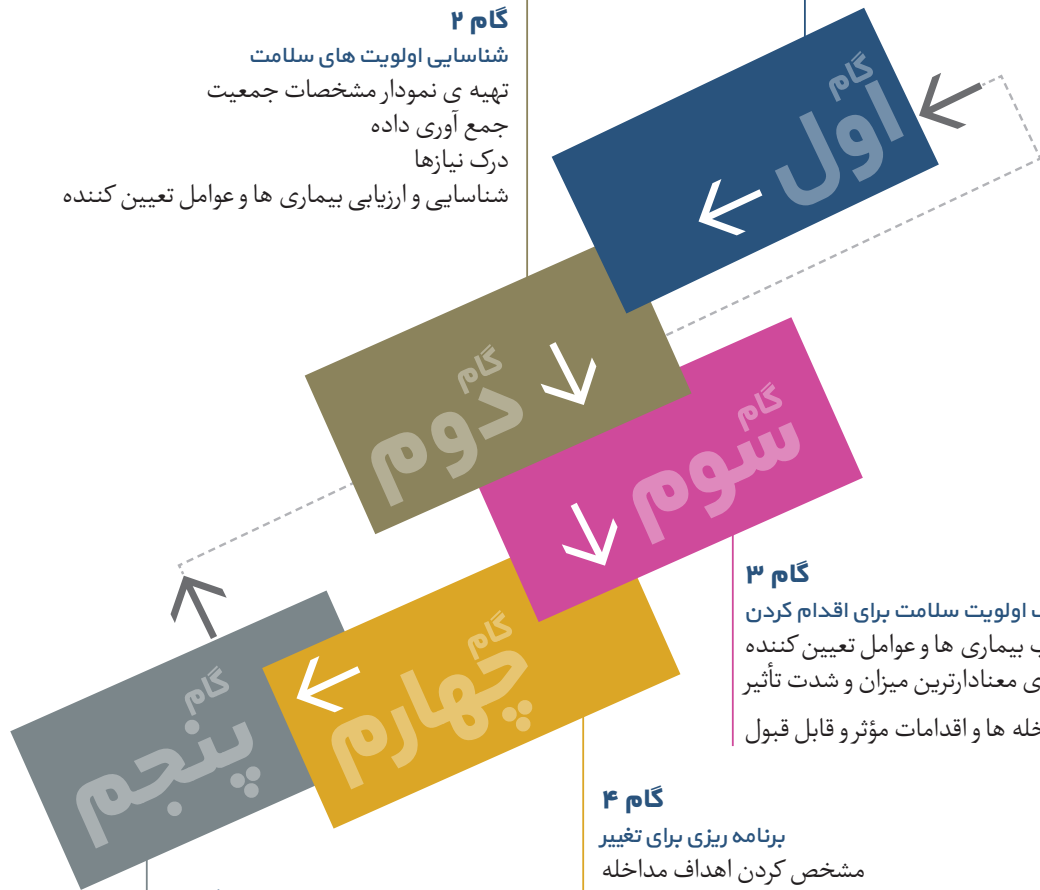 گام ۲
شناسایی اولویت های سلامت
تهیه ی نمودار مشخصات جمعیت
جمع آوری داده
درک نیازها
شناسایی و ارزیابی بیماری ها و عوامل تعیین کننده
گام
اول
گام
دوم
گام
سوم
گام ۳
اولویت سلامت برای اقدام کردن
بیماری ها و عوامل تعیین کننده
معنادارترین میزان و شدت تأثیر
و اقدامات مؤثر و قابل قبول
گام
چهارم
گام
پنجم
گام ۴
برنامه ریزی برای تغییر
مشخص کردن اهداف مداخله